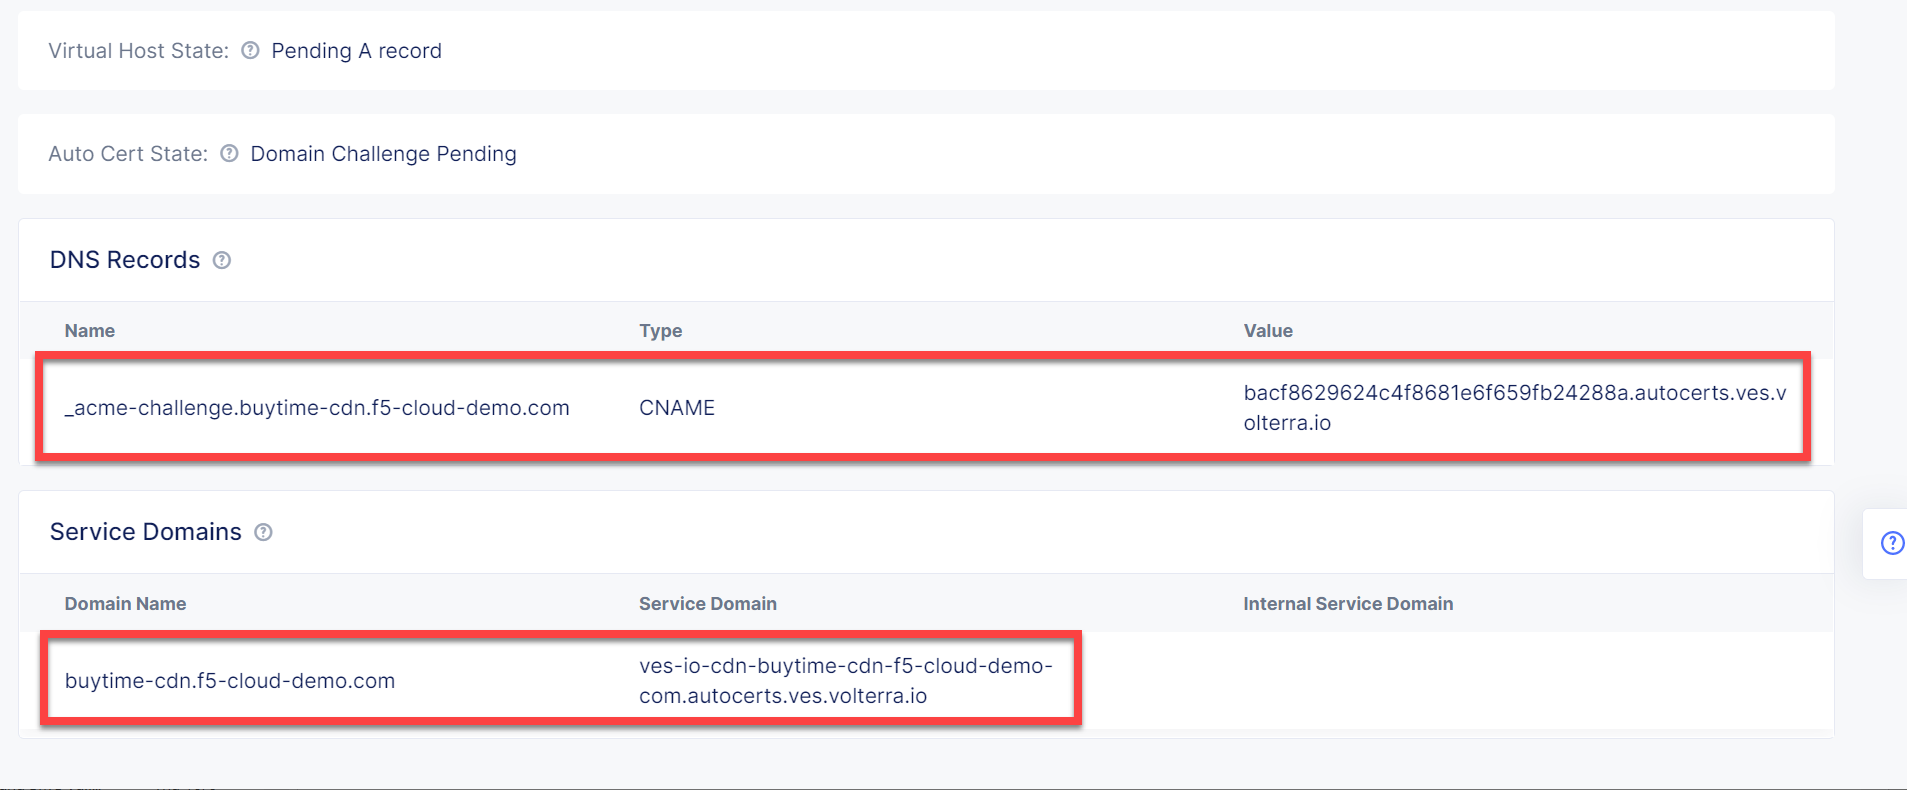 Virtual Host State: Pending A record
Auto Cert State: Domain Challenge Pending
DNS Records
Name Type Value
_acme-challenge.buytime-cdn.f5-cloud-demo.com CNAME bacf8629624c4f8681e6f659fb24288a.autocerts.ves.v
olterra.io
Service Domains
Domain Name Service Domain Internal Service Domain
buytime-cdn.f5-cloud-demo.com ves-io-cdn-buytime-cdn-f5-cloud-demo-
com.autocerts.ves.volterra.io